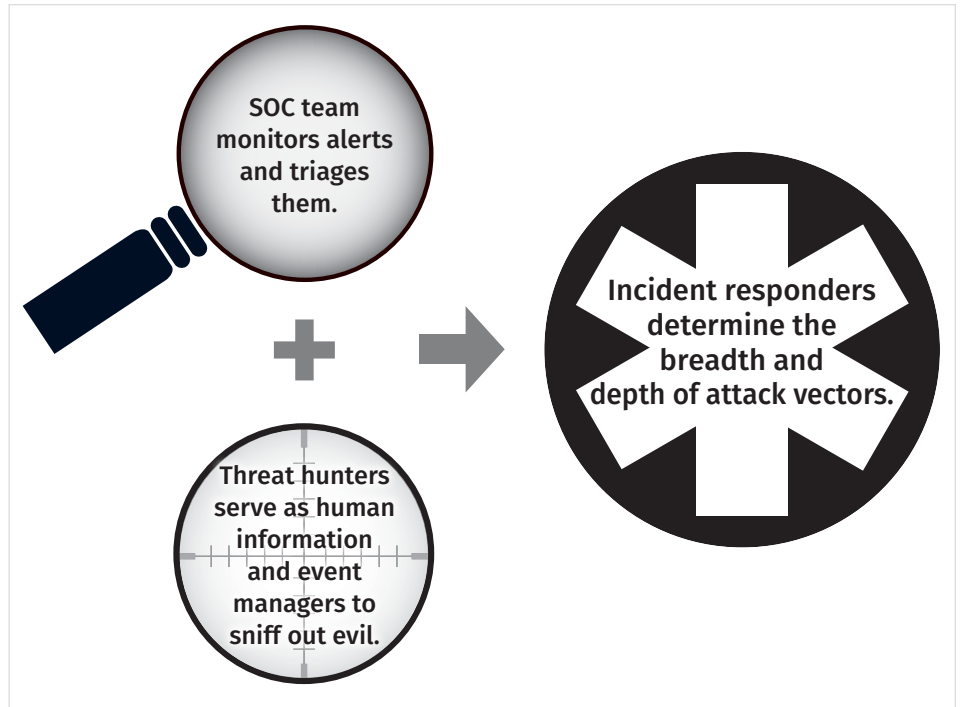 SOC team
monitors alerts
and triages
them.
Threat hunters
serve as human
information
and event
managers to
sniff out evil.
Incident responders
determine the
breadth and
depth of attack vectors.